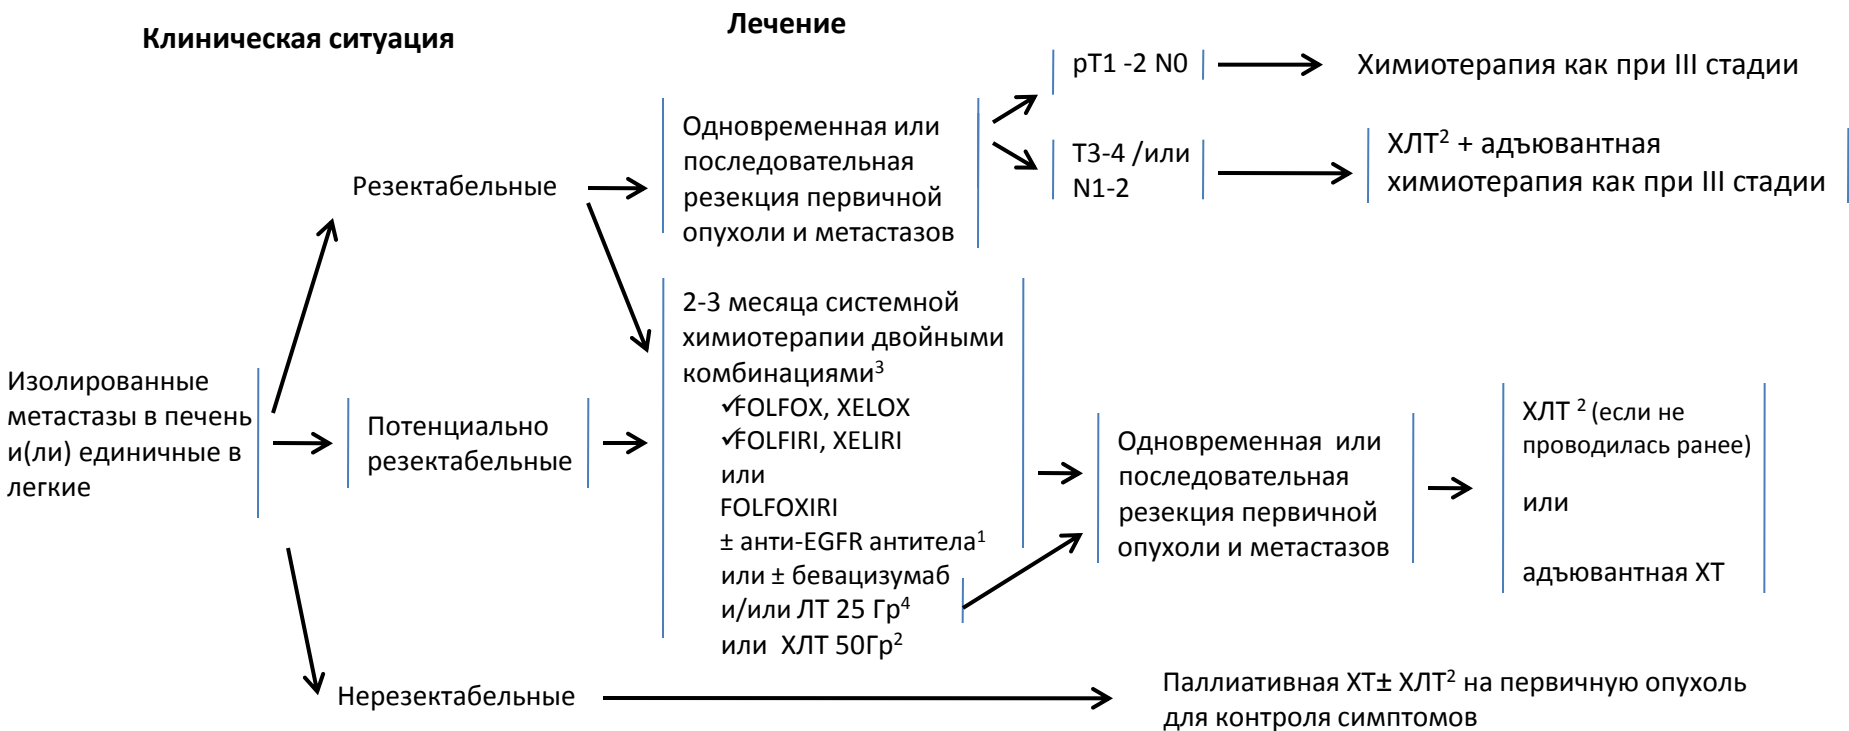 Клиническая ситуация
Лечение
Изолированные
метастазы в печень
и(ли) единичные в
легкие
Резектабельные
Одновременная или
последовательная
резекция первичной
опухоли и метастазов
pT1 -2 N0
Химиотерапия как при III стадии
T3-4 /или
N1-2
ХЛТ² + адъювантная
химиотерапия как при III стадии
Потенциально
резектабельные
2-3 месяца системной
химиотерапии двойными
комбинациями³
✓FOLFOX, XELOX
✓FOLFIRI, XELIRI
или
FOLFOXIRI
± анти-EGFR антитела¹
или ± бевацизумаб
и/или ЛТ 25 Гр⁴
или ХЛТ 50Гр²
Одновременная или
последовательная
резекция первичной
опухоли и метастазов
ХЛТ ² (если не
проводилась ранее)
или
адъювантная ХТ
Нерезектабельные
Паллиативная ХТ± ХЛТ² на первичную опухоль
для контроля симптомов